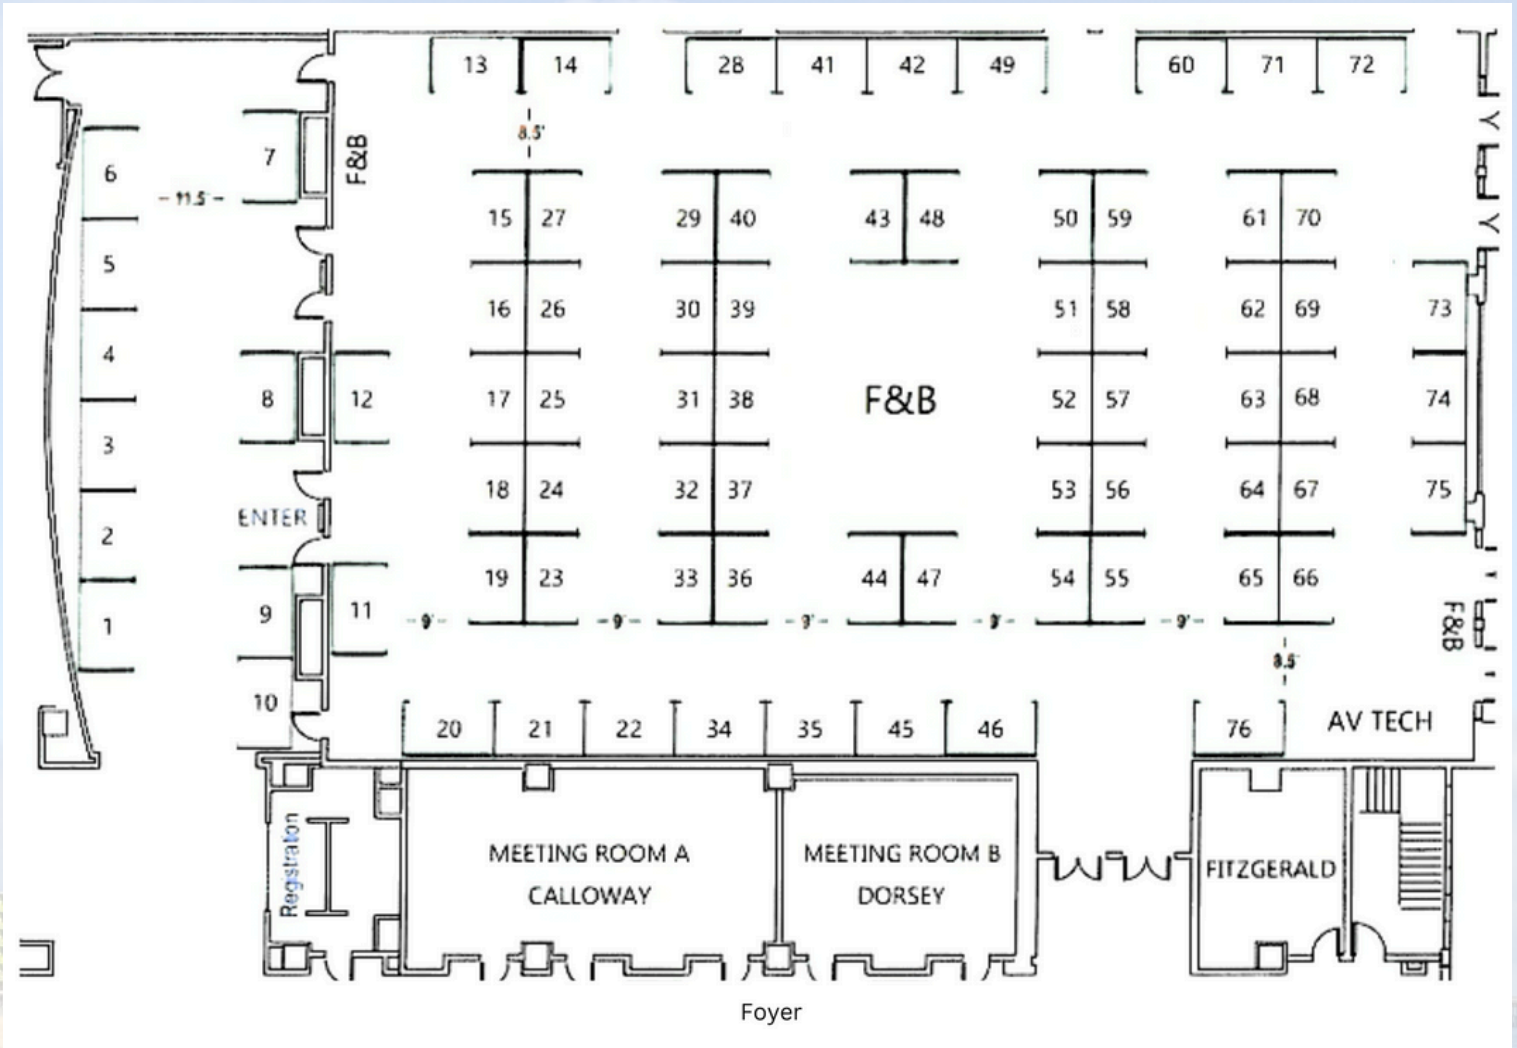 13 14 28 41 42 49 60 71 72
8.5'
F&B
6 7
11.5'
15 27 29 40 43 48 50 59 61 70
5
16 26 30 39 51 58 62 69 73
4
8 12 17 25 31 38 F&B 52 57 63 68 74
3
18 24 32 37 53 56 64 67 75
ENTER
2
19 23 33 36 44 47 54 55 65 66
9 11
1
9' 9' 9' 9' 9'
F&B
8.5'
10
20 21 22 34 35 45 46 76 AV TECH
Registration
MEETING ROOM A
CALLOWAY
MEETING ROOM B
DORSEY
FITZGERALD
Foyer